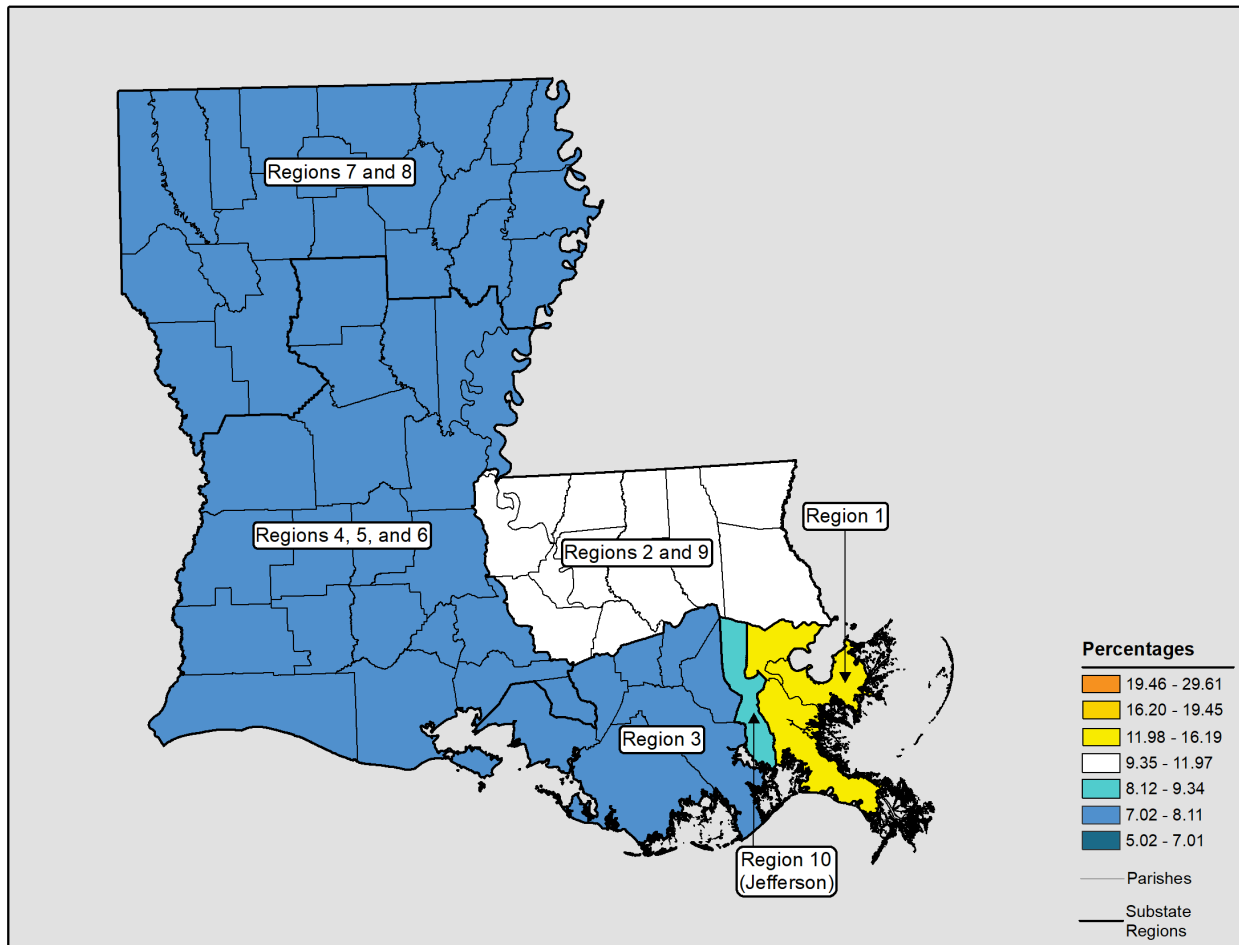 Regions 7 and 8
Region 1
Regions 4, 5, and 6
Regions 2 and 9
Region 3
Region 10
(Jefferson)
Percentages
19.46 - 29.61
16.20 - 19.45
11.98 - 16.19
9.35 - 11.97
8.12 - 9.34
7.02 - 8.11
5.02 - 7.01
Parishes
Substate
Regions